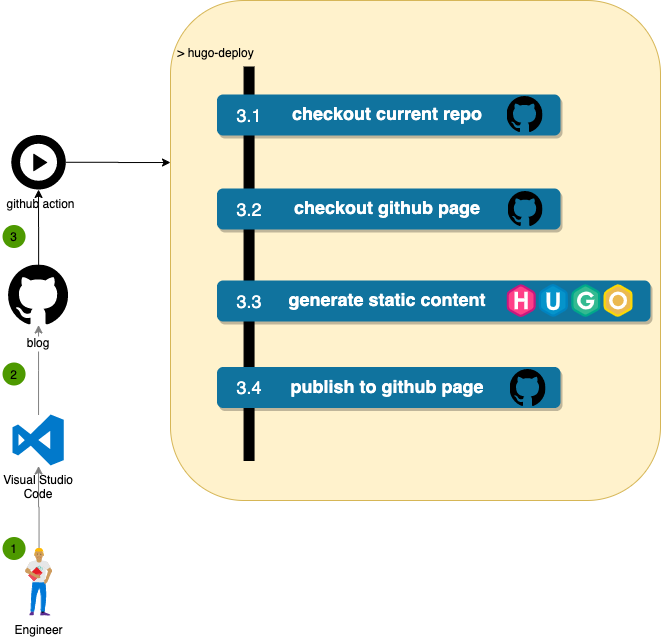 > hugo-deploy
3.1 checkout current repo
3.2 checkout github page
3.3 generate static content HUGO
3.4 publish to github page
github action
3
blog
2
Visual Studio
Code
1
Engineer